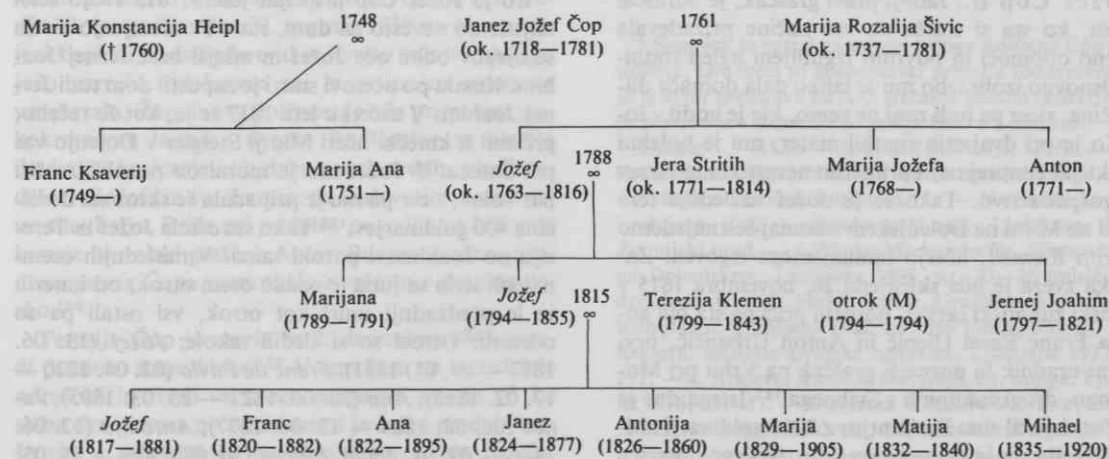 Marija Konstancija Heipl 1748 Janez Jožef Čop 1761 Marija Rozalija Šivic
(† 1760) ∞ (ok. 1718—1781) ∞ (ok. 1737—1781)
Franc Ksaverij Marija Ana Jožef 1788 Jera Stritih Marija Jožefa Anton
(1749— ) (1751—) (ok. 1763—1816) ∞ (ok. 1771—1814) (1768—) (1771—)
Marijana Jožef 1815 Terezija Klemen otrok (M) Jernej Joahim
(1789—1791) (1794—1855) ∞ (1799—1843) (1794—1794) (1797—1821)
Jožef Franc Ana Janez Antonija Marija Matija Mihael
(1817—1881) (1820—1882) (1822—1895) (1824—1877) (1826—1860) (1829—1905) (1832—1840) (1835—1920)